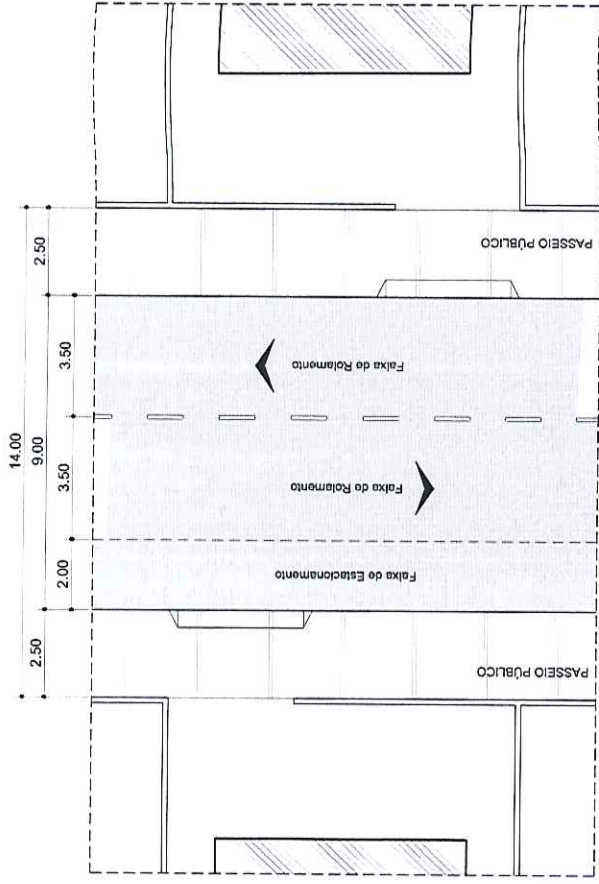 14.00
9.00
2.50
3.50
3.50
2.00
2.50
PASSEIO PÚBLICO
Faixa de Rolamento
Faixa de Rolamento
Faixa de Estacionamento
PASSEIO PÚBLICO